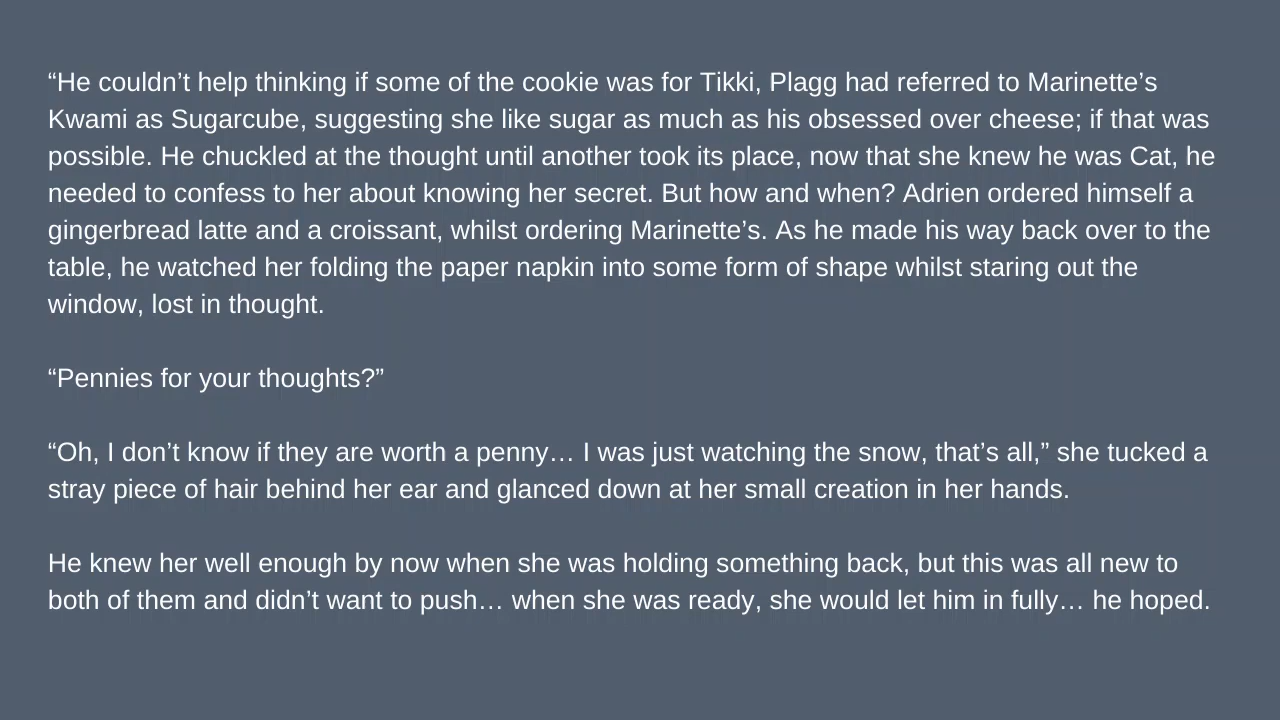 “He couldn’t help thinking if some of the cookie was for Tikki, Plagg had referred to Marinette’s
Kwami as Sugarcube, suggesting she like sugar as much as his obsessed over cheese; if that was
possible. He chuckled at the thought until another took its place, now that she knew he was Cat, he
needed to confess to her about knowing her secret. But how and when? Adrien ordered himself a
gingerbread latte and a croissant, whilst ordering Marinette’s. As he made his way back over to the
table, he watched her folding the paper napkin into some form of shape whilst staring out the
window, lost in thought.
“Pennies for your thoughts?”
“Oh, I don’t know if they are worth a penny… I was just watching the snow, that’s all,” she tucked a
stray piece of hair behind her ear and glanced down at her small creation in her hands.
He knew her well enough by now when she was holding something back, but this was all new to
both of them and didn’t want to push… when she was ready, she would let him in fully… he hoped.